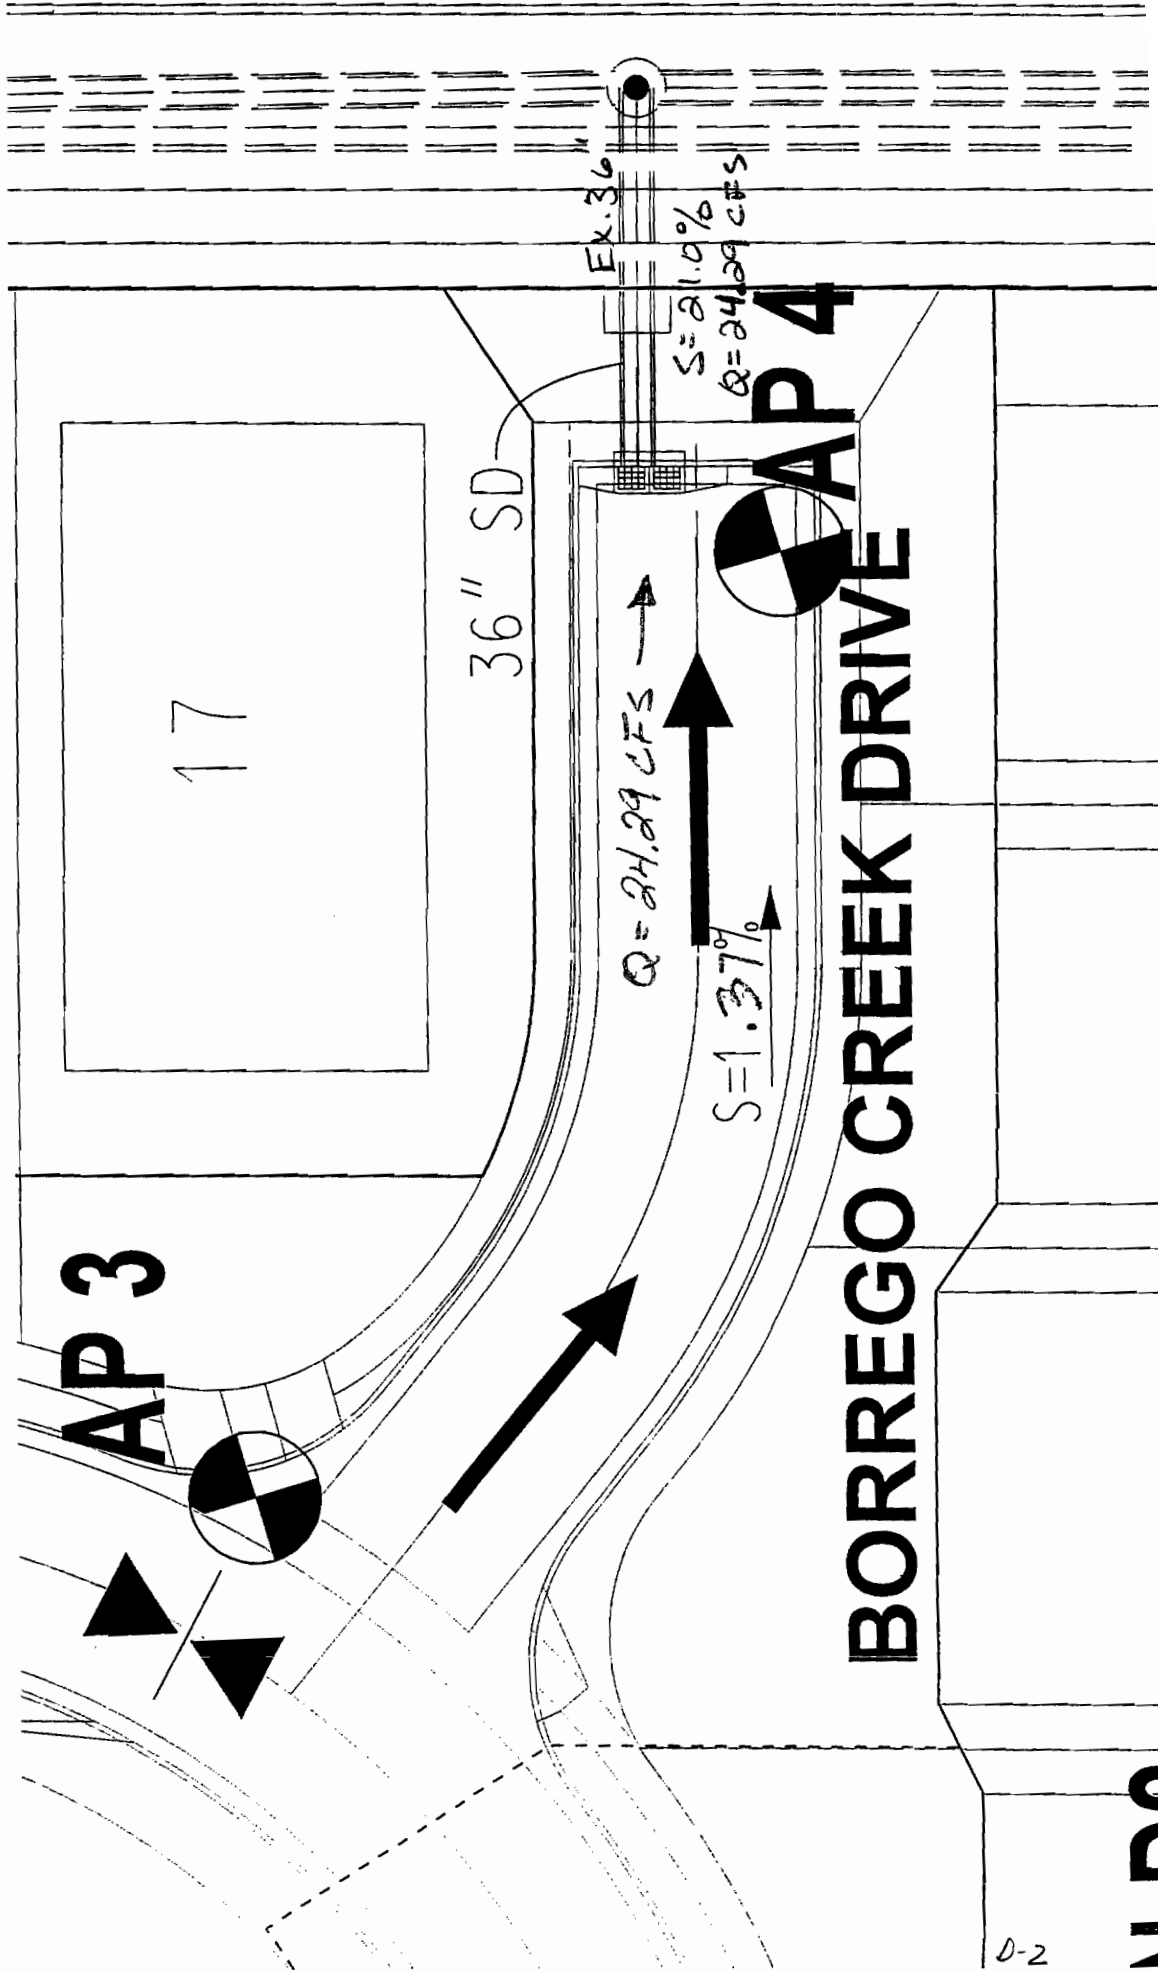 Ex. 36"
S=21.0%
Q=24.29 CFS
AP 4
36" SD
17
Q=24.29 CFS
S=1.37%
BORREGO CREEK DRIVE
AP 3
D-2